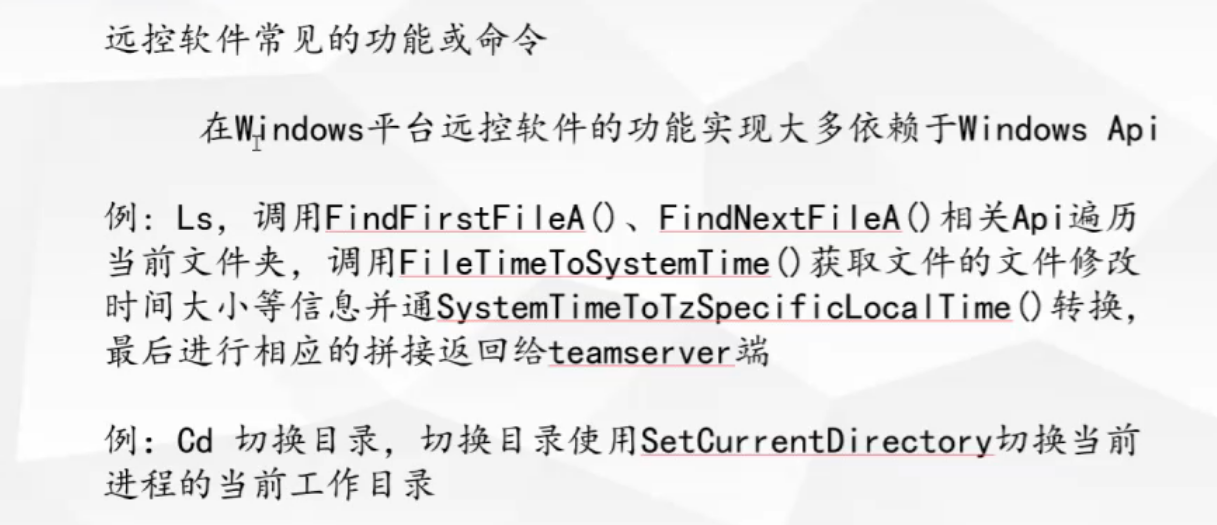 远控软件常见的功能或命令
在Windows平台远控软件的功能实现大多依赖于Windows Api
例: Ls, 调用FindFirstFileA()、FindNextFileA()相关Api遍历
当前文件夹, 调用FileTimeToSystemTime()获取文件的文件修改
时间大小等信息并通SystemTimeToTzSpecificLocalTime()转换,
最后进行相应的拼接返回给teamserver端
例: Cd 切换目录, 切换目录使用SetCurrentDirectory切换当前
进程的当前工作目录